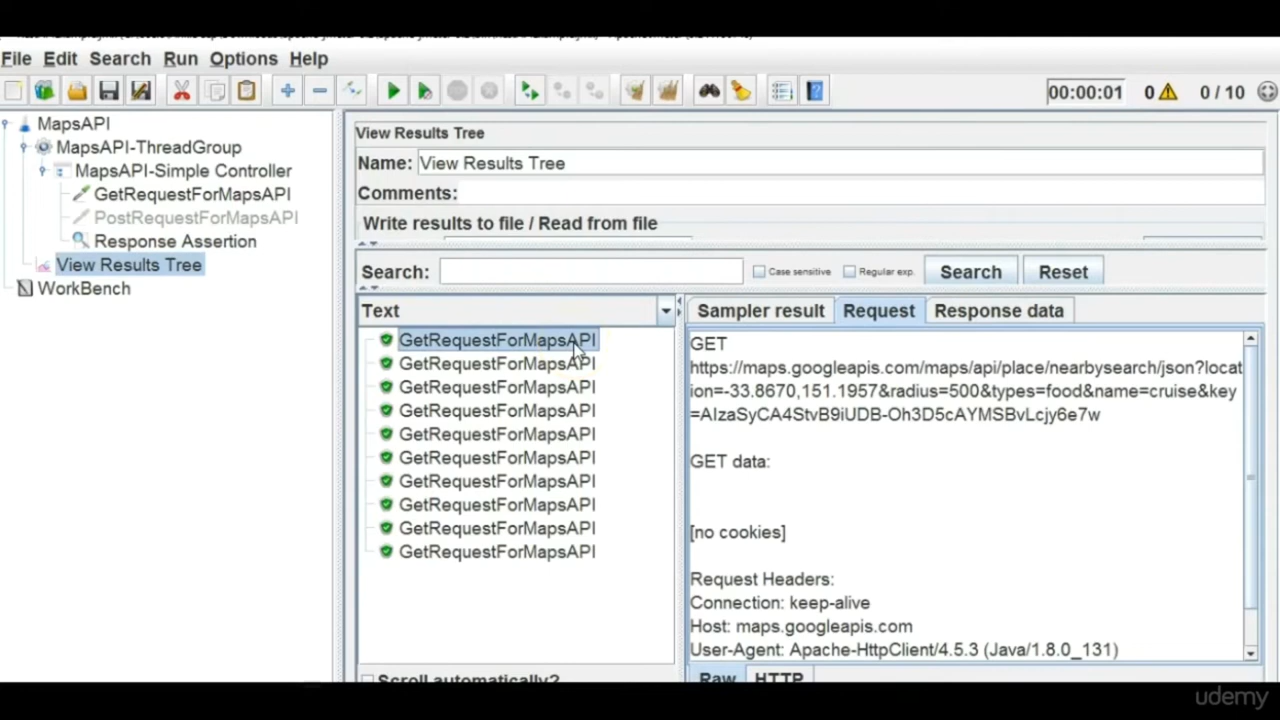 File Edit Search Run Options Help
00:00:01 0 0 / 10
MapsAPI
MapsAPI-ThreadGroup
MapsAPI-Simple Controller
GetRequestForMapsAPI
PostRequestForMapsAPI
Response Assertion
View Results Tree
WorkBench
View Results Tree
Name: View Results Tree
Comments:
Write results to file / Read from file
Search: Case sensitive Regular exp. Search Reset
Text
GetRequestForMapsAPI
GetRequestForMapsAPI
GetRequestForMapsAPI
GetRequestForMapsAPI
GetRequestForMapsAPI
GetRequestForMapsAPI
GetRequestForMapsAPI
GetRequestForMapsAPI
GetRequestForMapsAPI
GetRequestForMapsAPI
Scroll automatically?
Sampler result Request Response data
GET
https://maps.googleapis.com/maps/api/place/nearbysearch/json?locat
ion=-33.8670,151.1957&radius=500&types=food&name=cruise&key
=AIzaSyCA4StvB9iUDB-Oh3D5cAYMSBvLcjy6e7w
GET data:
[no cookies]
Request Headers:
Connection: keep-alive
Host: maps.googleapis.com
User-Agent: Apache-HttpClient/4.5.3 (Java/1.8.0_131)
Raw HTTP
udemy